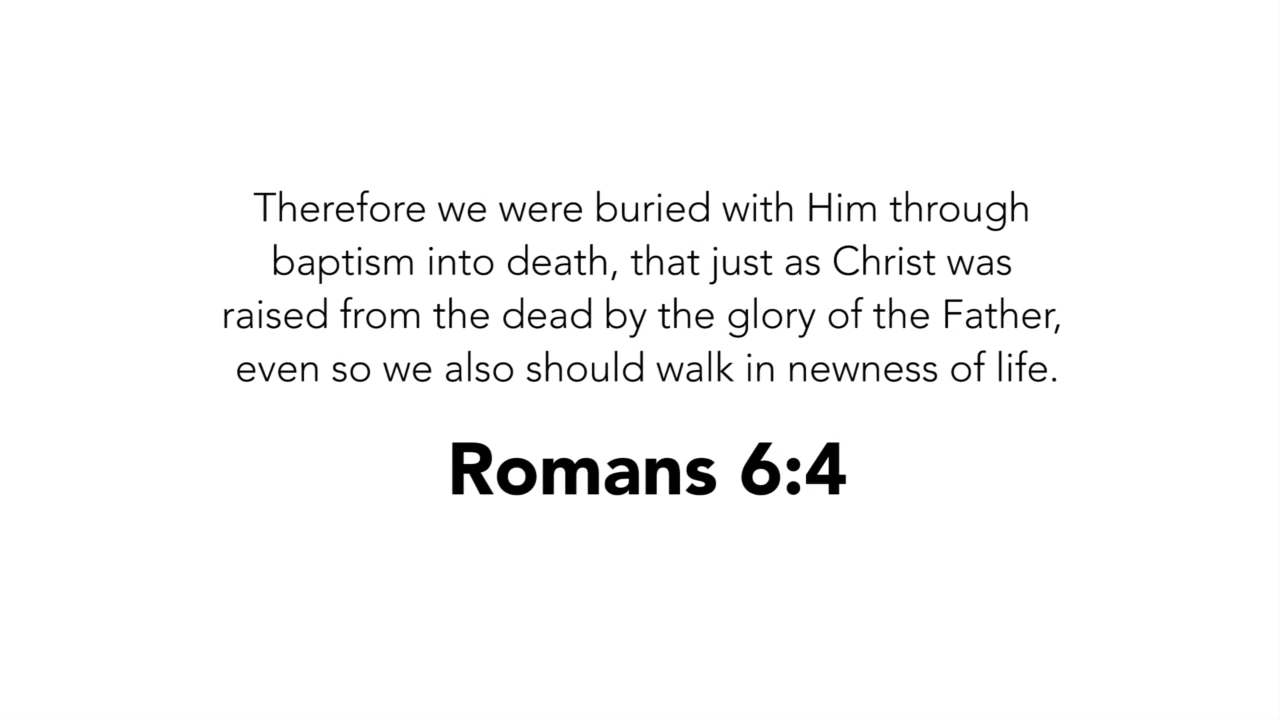 Therefore we were buried with Him through
baptism into death, that just as Christ was
raised from the dead by the glory of the Father,
even so we also should walk in newness of life.
Romans 6:4